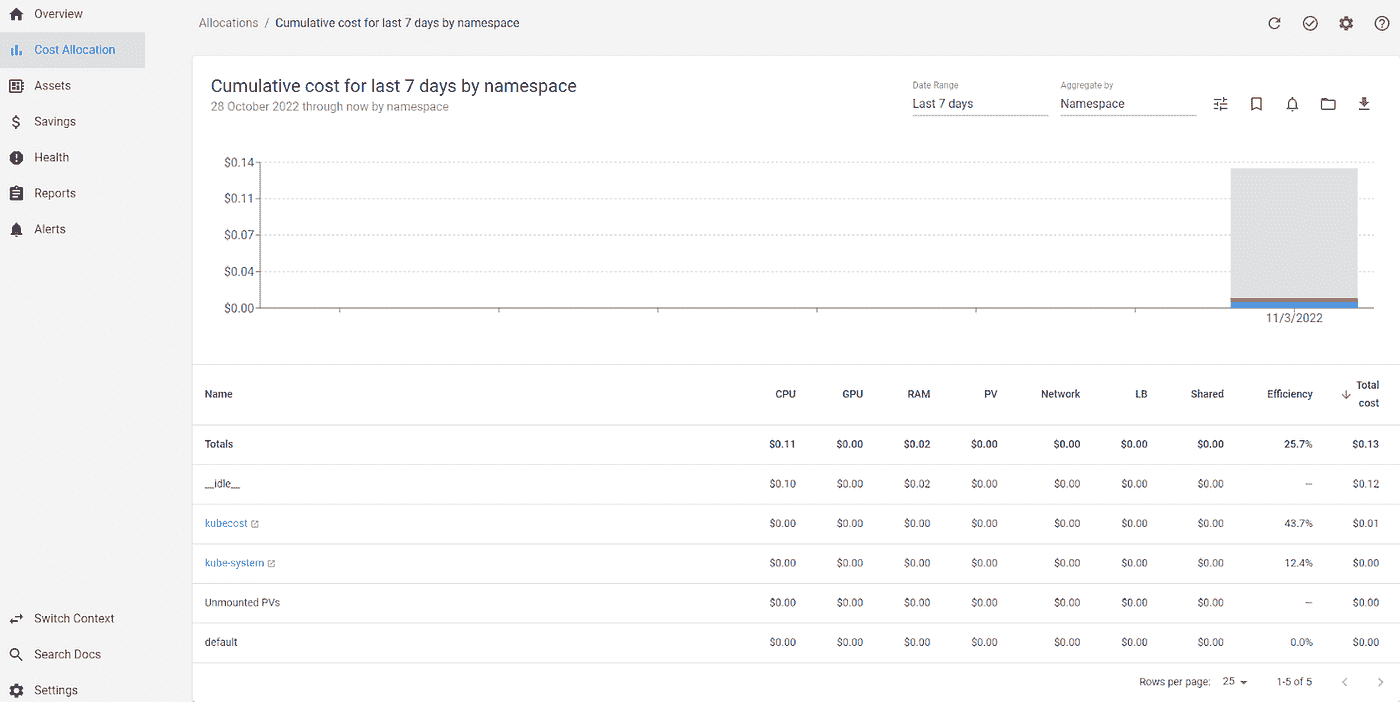 Overview
Cost Allocation
Assets
Savings
Health
Reports
Alerts
Switch Context
Search Docs
Settings
Allocations / Cumulative cost for last 7 days by namespace
Cumulative cost for last 7 days by namespace
28 October 2022 through now by namespace
Date Range
Last 7 days
Aggregate by
Namespace
$0.14
$0.11
$0.07
$0.04
$0.00
11/3/2022
Name CPU GPU RAM PV Network LB Shared Efficiency Total cost
Totals $0.11 $0.00 $0.02 $0.00 $0.00 $0.00 $0.00 25.7% $0.13
__idle__ $0.10 $0.00 $0.02 $0.00 $0.00 $0.00 $0.00 -- $0.12
kubecost $0.00 $0.00 $0.00 $0.00 $0.00 $0.00 $0.00 43.7% $0.01
kube-system $0.00 $0.00 $0.00 $0.00 $0.00 $0.00 $0.00 12.4% $0.00
Unmounted PVs $0.00 $0.00 $0.00 $0.00 $0.00 $0.00 $0.00 -- $0.00
default $0.00 $0.00 $0.00 $0.00 $0.00 $0.00 $0.00 0.0% $0.00
Rows per page: 25 1-5 of 5